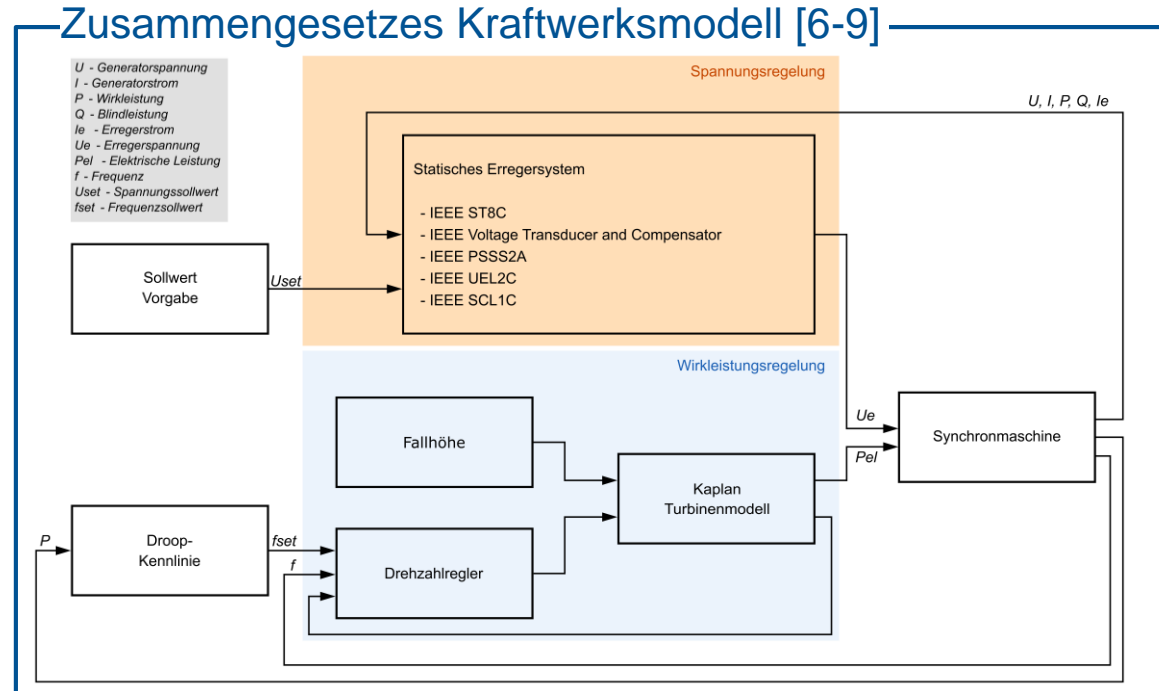 Zusammengesetzes Kraftwerksmodell [6-9]
U - Generatorspannung
I - Generatorstrom
P - Wirkleistung
Q - Blindleistung
Ie - Erregerstrom
Ue - Erregerspannung
Pel - Elektrische Leistung
f - Frequenz
Uset - Spannungssollwert
fset - Frequenzsollwert
Spannungsregelung
U, I, P, Q, Ie
Statisches Erregersystem
- IEEE ST8C
- IEEE Voltage Transducer and Compensator
- IEEE PSSS2A
- IEEE UEL2C
- IEEE SCL1C
Sollwert
Vorgabe
Uset
Wirkleistungsregelung
Fallhöhe
Kaplan
Turbinenmodell
Ue
Pel
Synchronmaschine
P
Droop-
Kennlinie
fset
f
Drehzahlregler